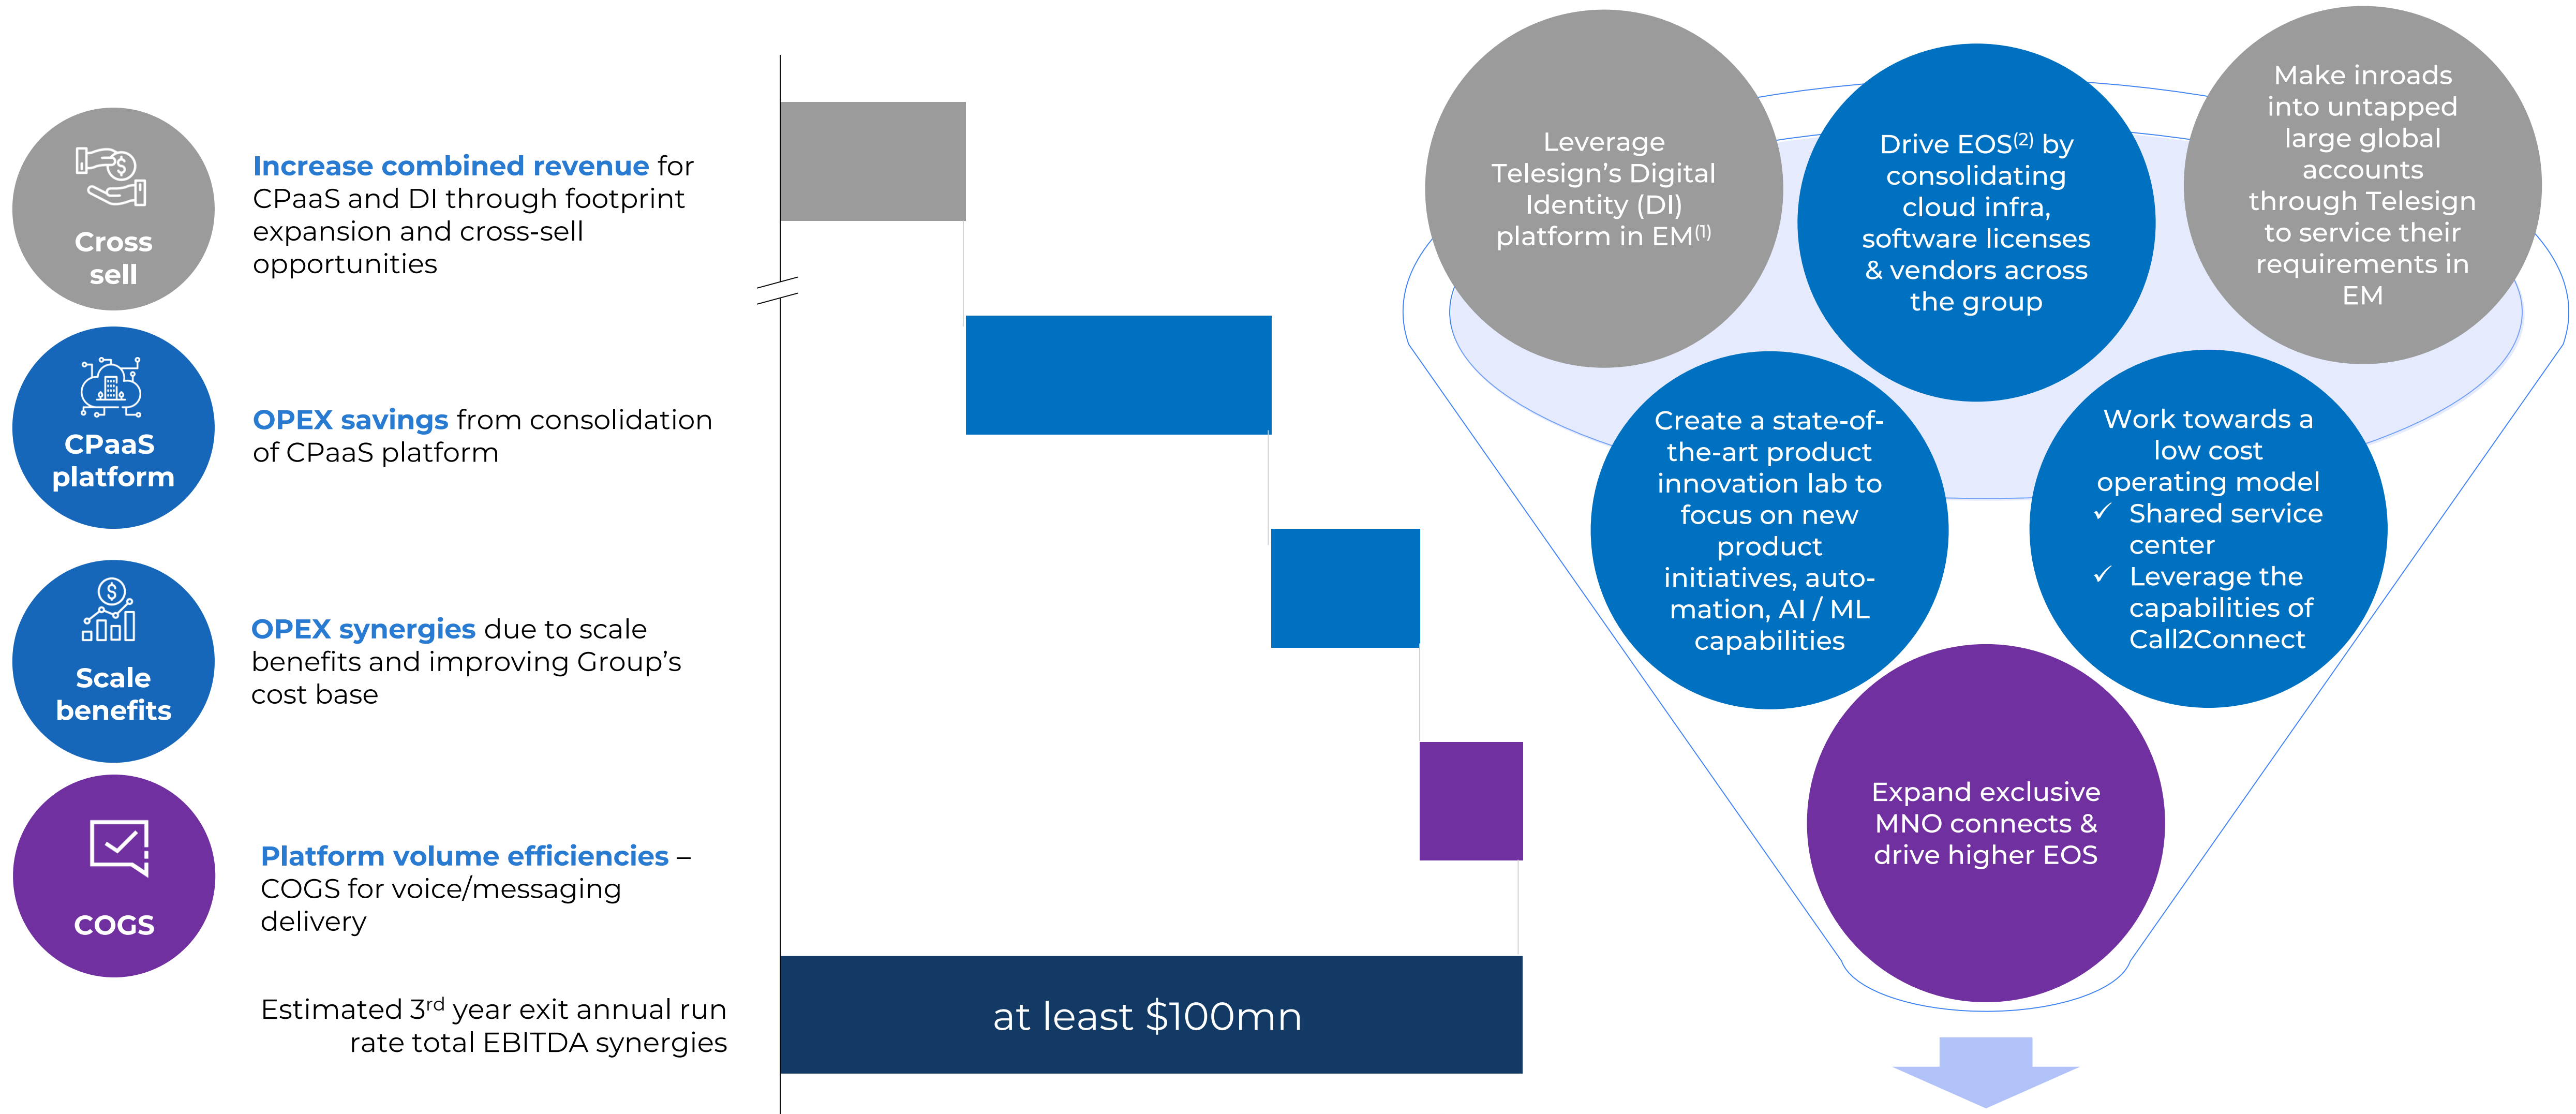 Cross
sell
Increase combined revenue for
CPaaS and DI through footprint
expansion and cross-sell
opportunities
CPaaS
platform
OPEX savings from consolidation
of CPaaS platform
Scale
benefits
OPEX synergies due to scale
benefits and improving Group’s
cost base
COGS
Platform volume efficiencies –
COGS for voice/messaging
delivery
Estimated 3rd year exit annual run
rate total EBITDA synergies
at least $100mn
Leverage
Telesign’s Digital
Identity (DI)
platform in EM(1)
Drive EOS(2) by
consolidating
cloud infra,
software licenses
& vendors across
the group
Make inroads
into untapped
large global
accounts
through Telesign
to service their
requirements in
EM
Create a state-of-
the-art product
innovation lab to
focus on new
product
initiatives, auto-
mation, AI / ML
capabilities
Work towards a
low cost
operating model
✓ Shared service
center
✓ Leverage the
capabilities of
Call2Connect
Expand exclusive
MNO connects &
drive higher EOS